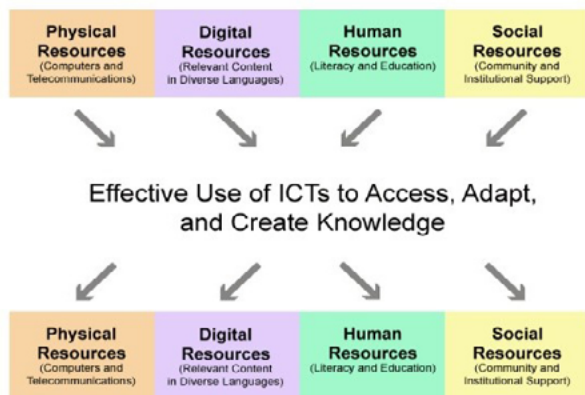 Physical
Resources
(Computers and
Telecommunications)
Digital
Resources
(Relevant Content
in Diverse Languages)
Human
Resources
(Literacy and Education)
Social
Resources
(Community and
Institutional Support)
Effective Use of ICTs to Access, Adapt,
and Create Knowledge
Physical
Resources
(Computers and
Telecommunications)
Digital
Resources
(Relevant Content
in Diverse Languages)
Human
Resources
(Literacy and Education)
Social
Resources
(Community and
Institutional Support)